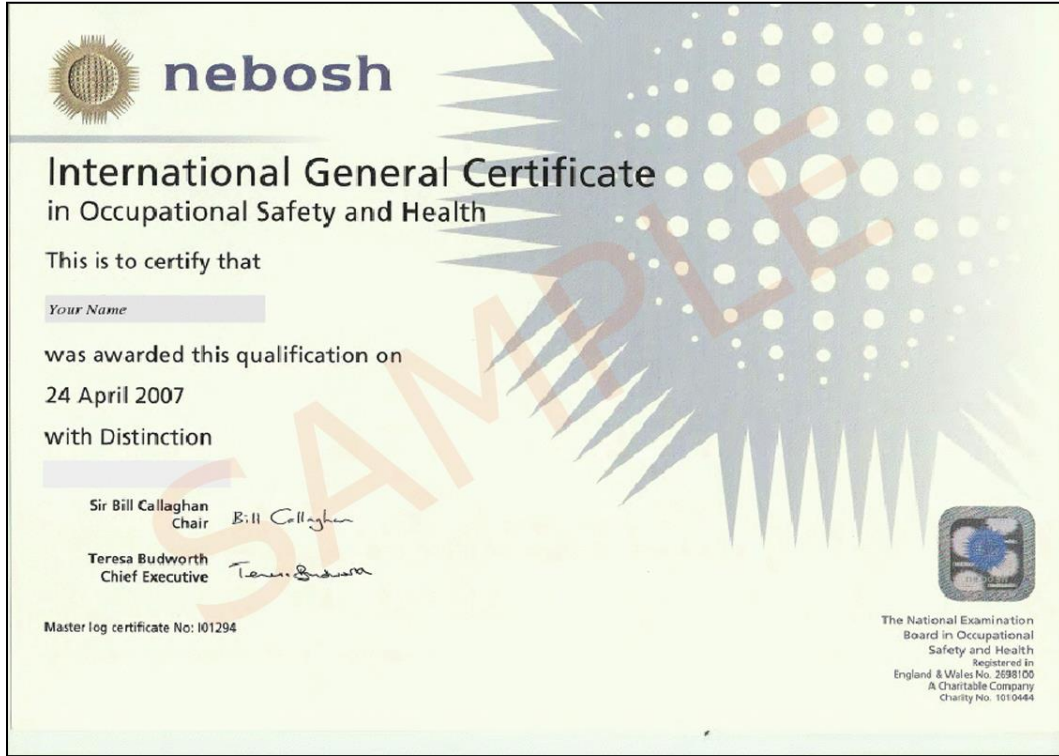 nebosh
International General Certificate
in Occupational Safety and Health
This is to certify that
Your Name
was awarded this qualification on
24 April 2007
with Distinction
SAMPLE
Sir Bill Callaghan
Chair
Bill Callaghan
Teresa Budworth
Chief Executive
Teresa Budworth
Master log certificate No: I01294
nebosh
The National Examination
Board in Occupational
Safety and Health
Registered in
England & Wales No. 2698100
A Charitable Company
Charity No. 1010444